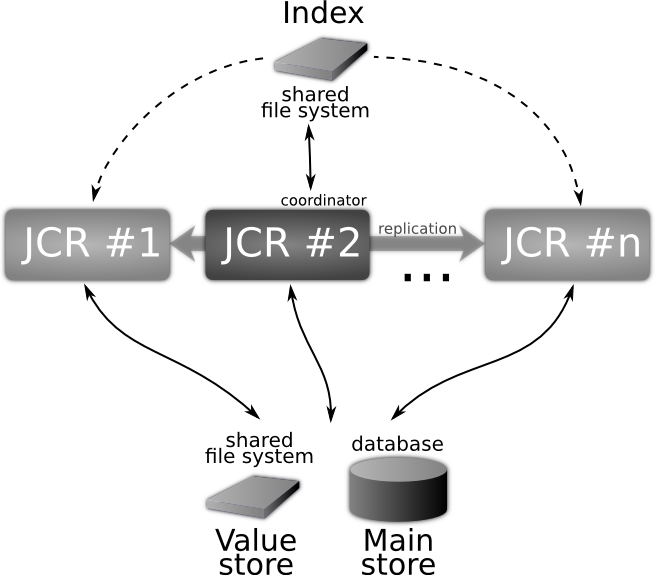 Index
shared
file system
coordinator
JCR #1
JCR #2
replication
JCR #n
...
shared
file system
database
Value
store
Main
store